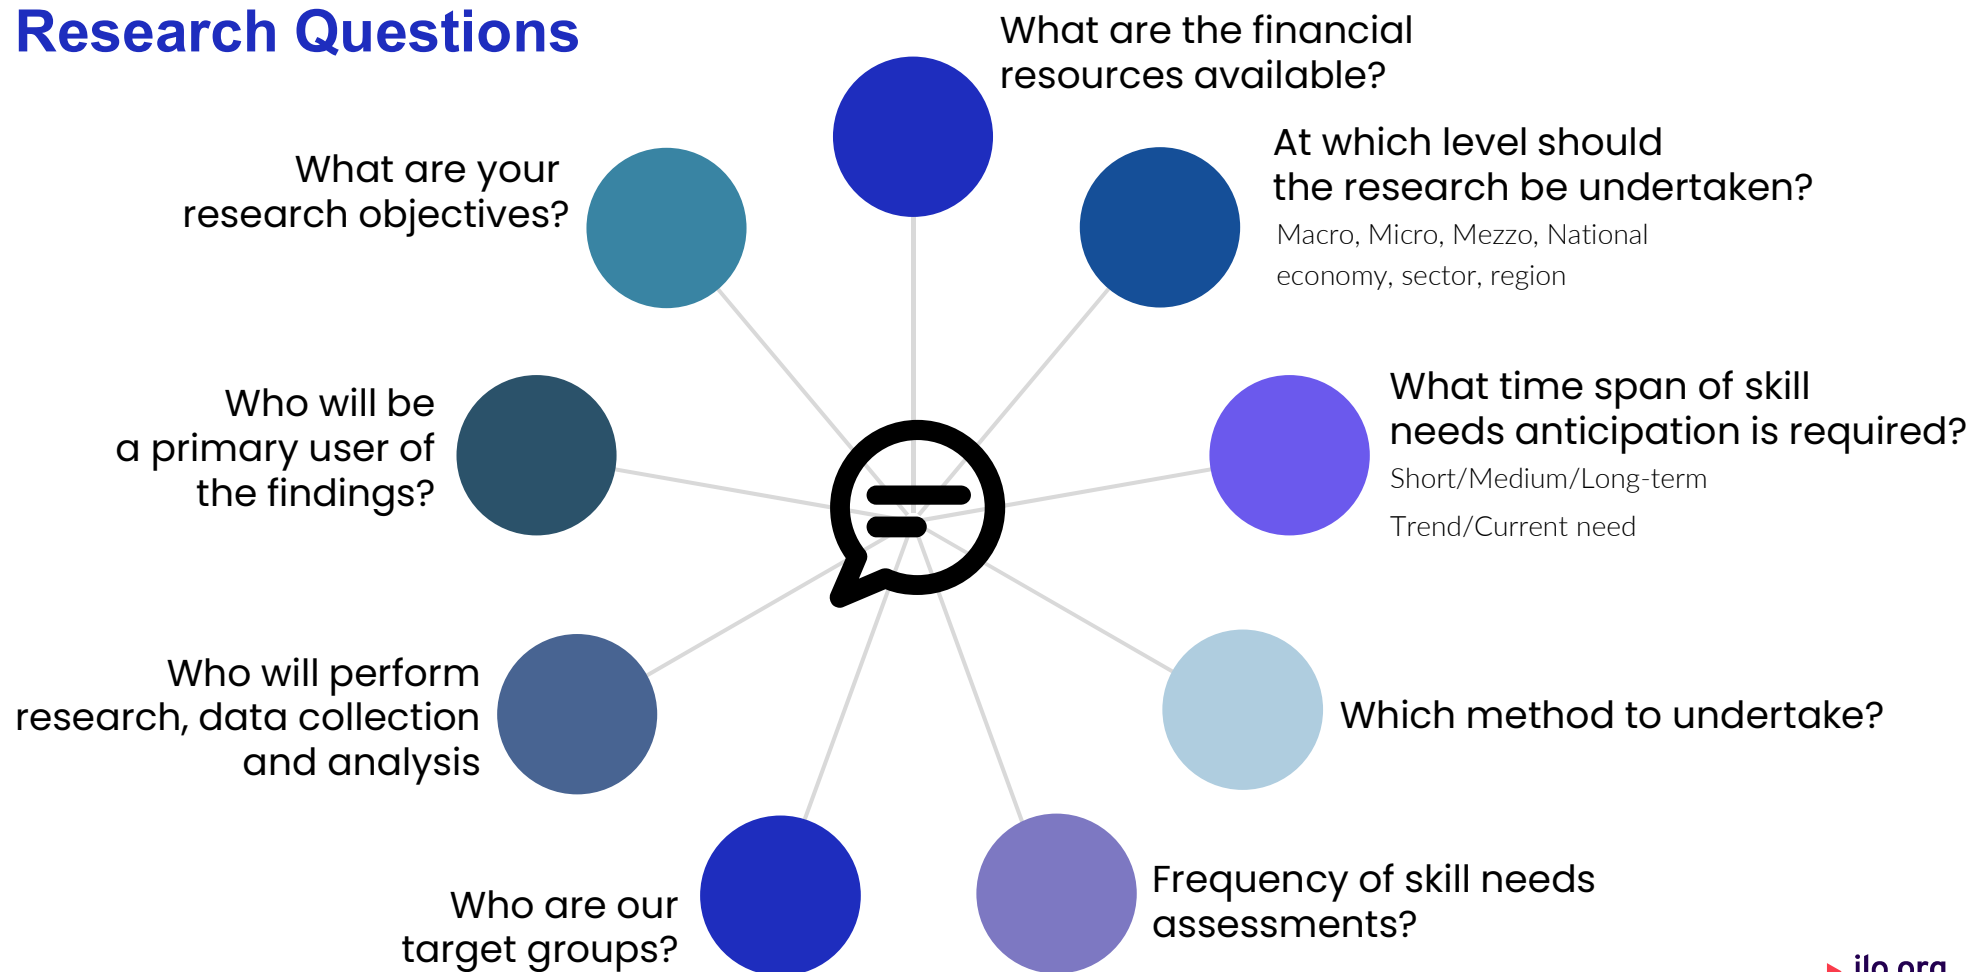 Research Questions
What are the financial
resources available?
At which level should
the research be undertaken?
Macro, Micro, Mezzo, National
economy, sector, region
What time span of skill
needs anticipation is required?
Short/Medium/Long-term
Trend/Current need
Which method to undertake?
Frequency of skill needs
assessments?
Who are our
target groups?
Who will perform
research, data collection
and analysis
Who will be
a primary user of
the findings?
What are your
research objectives?
ilo.org